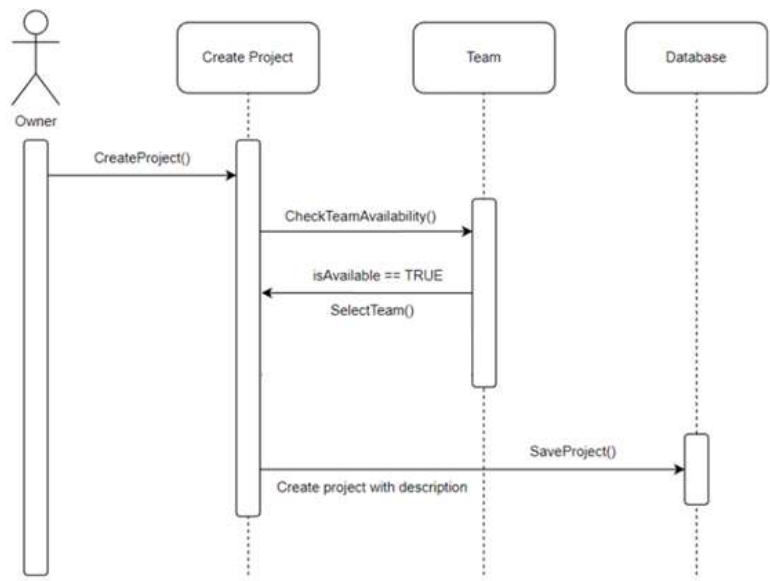 Create Project
Team
Database
Owner
CreateProject()
CheckTeamAvailability()
isAvailable == TRUE
SelectTeam()
SaveProject()
Create project with description